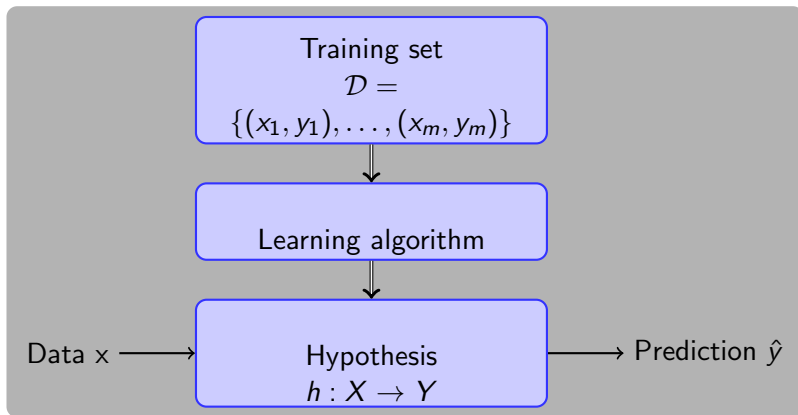 Training set
𝒟 =
{(x₁, y₁), . . . , (xₘ, yₘ)}
Learning algorithm
Data x
Hypothesis
h : X → Y
Prediction ŷ